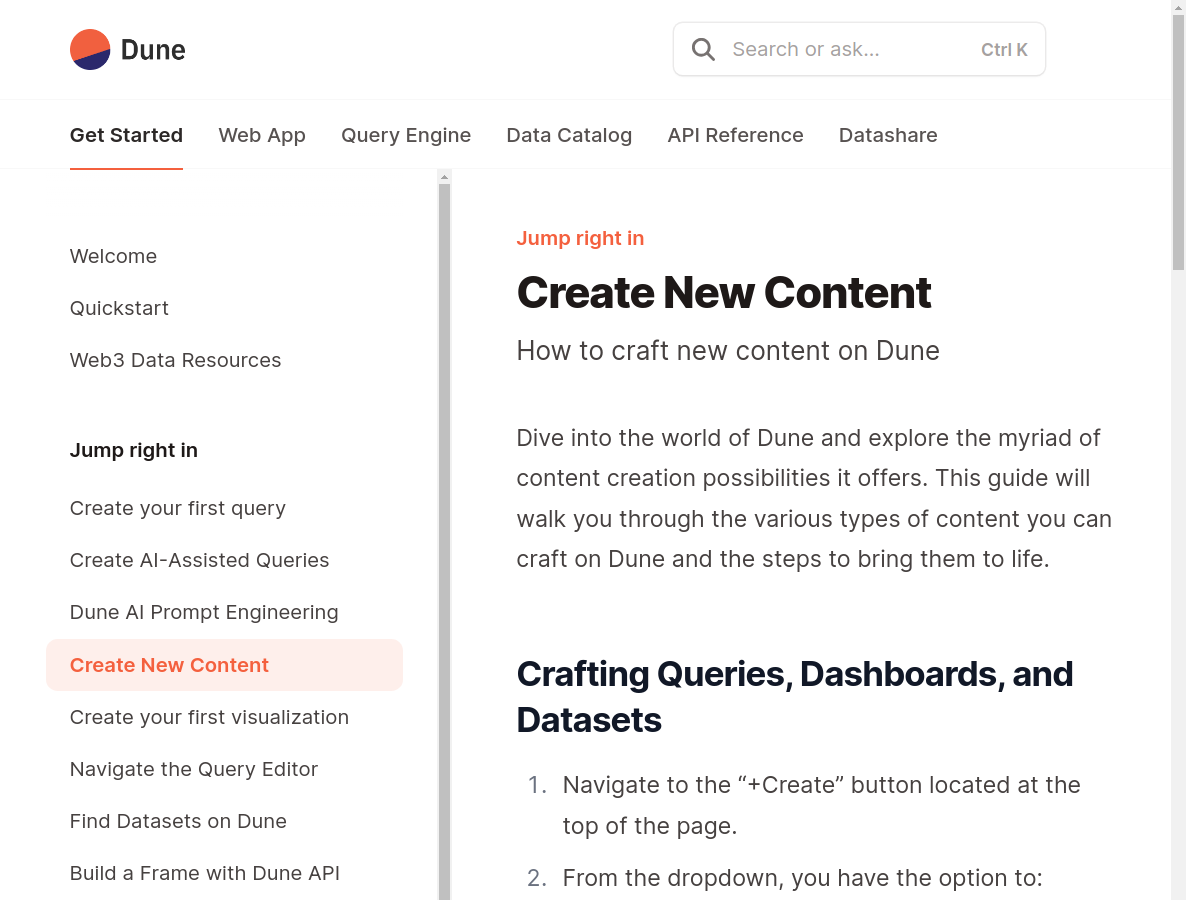 Dune
Search or ask...
Ctrl K
Get Started
Web App
Query Engine
Data Catalog
API Reference
Datashare
Welcome
Quickstart
Web3 Data Resources
Jump right in
Create your first query
Create AI-Assisted Queries
Dune AI Prompt Engineering
Create New Content
Create your first visualization
Navigate the Query Editor
Find Datasets on Dune
Build a Frame with Dune API
Jump right in
Create New Content
How to craft new content on Dune
Dive into the world of Dune and explore the myriad of
content creation possibilities it offers. This guide will
walk you through the various types of content you can
craft on Dune and the steps to bring them to life.
Crafting Queries, Dashboards, and
Datasets
1. Navigate to the “+Create” button located at the
top of the page.
2. From the dropdown, you have the option to: